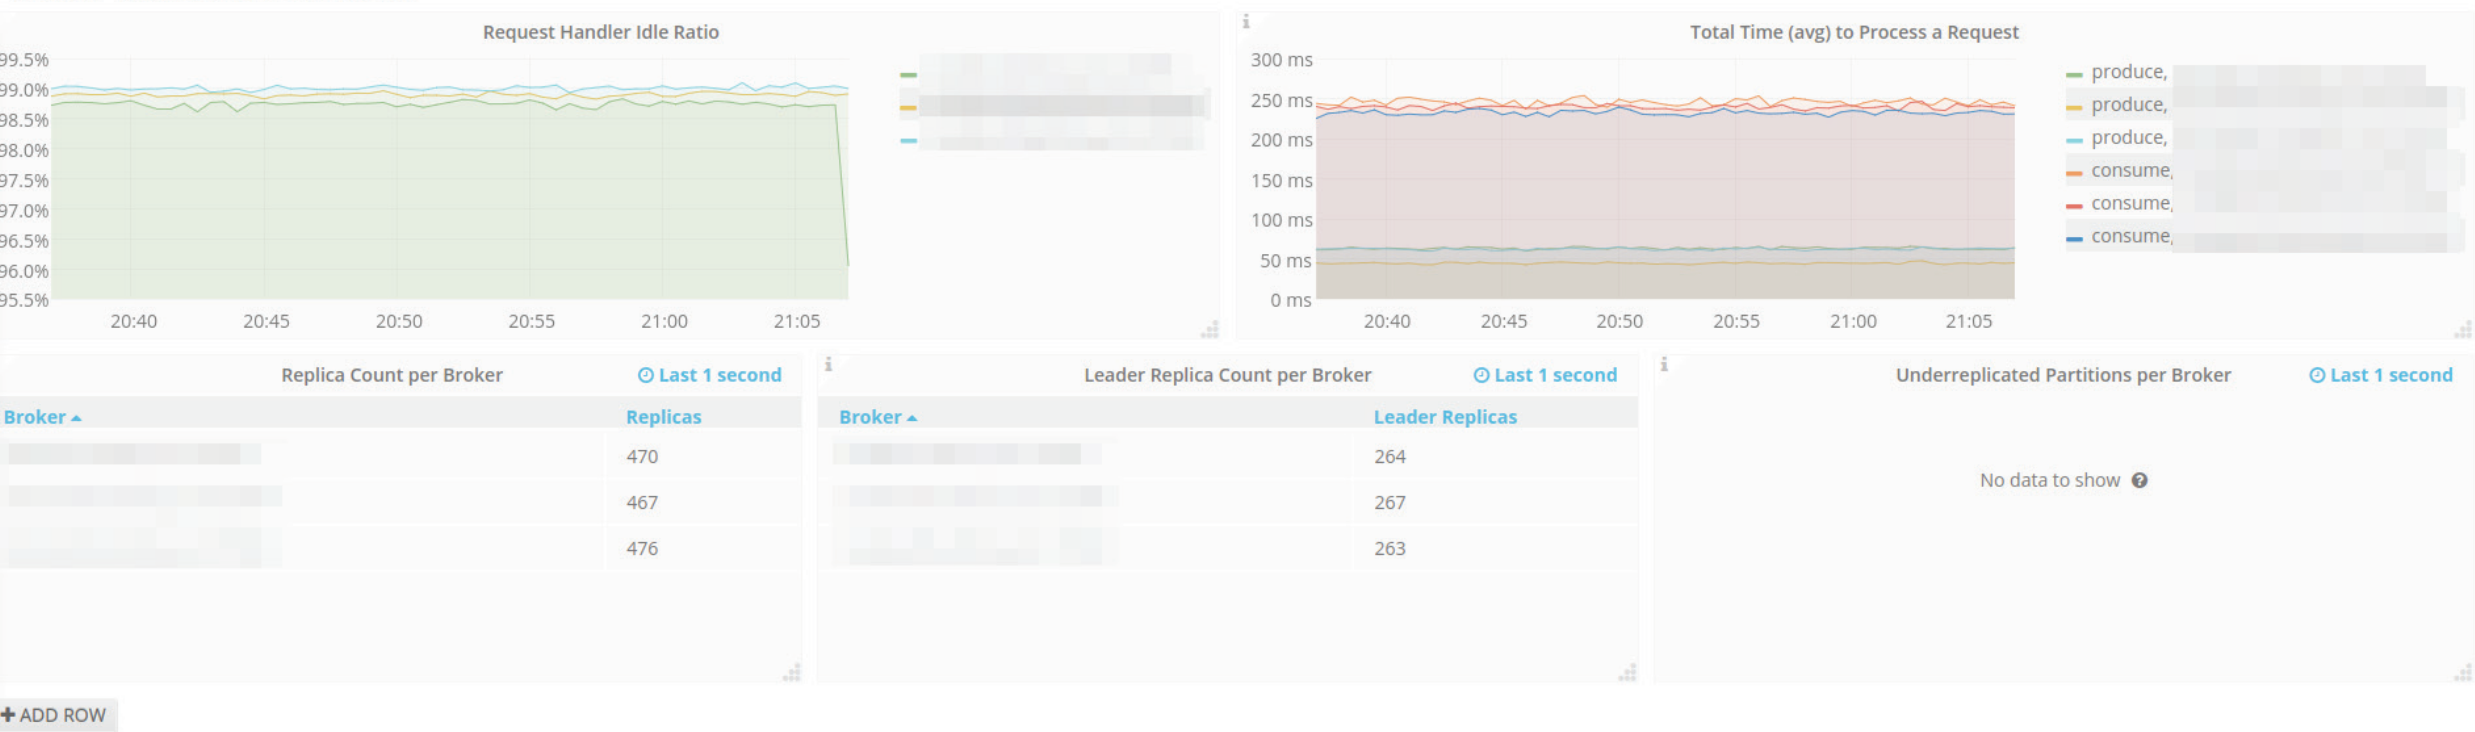 Request Handler Idle Ratio
99.5%
99.0%
98.5%
98.0%
97.5%
97.0%
96.5%
96.0%
95.5%
20:40 20:45 20:50 20:55 21:00 21:05
i
Total Time (avg) to Process a Request
300 ms
250 ms
200 ms
150 ms
100 ms
50 ms
0 ms
20:40 20:45 20:50 20:55 21:00 21:05
produce,
produce,
produce,
consume,
consume,
consume,
Replica Count per Broker Last 1 second
Broker Replicas
470
467
476
i
Leader Replica Count per Broker Last 1 second
Broker Leader Replicas
264
267
263
i
Underreplicated Partitions per Broker Last 1 second
No data to show ?
+ ADD ROW